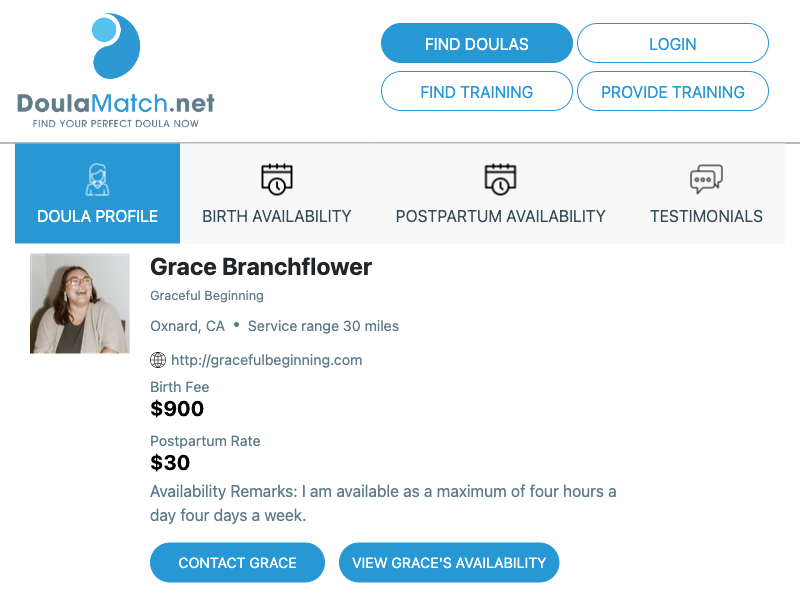 DoulaMatch.net
FIND YOUR PERFECT DOULA NOW
FIND DOULAS
LOGIN
FIND TRAINING
PROVIDE TRAINING
DOULA PROFILE
BIRTH AVAILABILITY
POSTPARTUM AVAILABILITY
TESTIMONIALS
Grace Branchflower
Graceful Beginning
Oxnard, CA • Service range 30 miles
http://gracefulbeginning.com
Birth Fee
$900
Postpartum Rate
$30
Availability Remarks: I am available as a maximum of four hours a
day four days a week.
CONTACT GRACE
VIEW GRACE'S AVAILABILITY